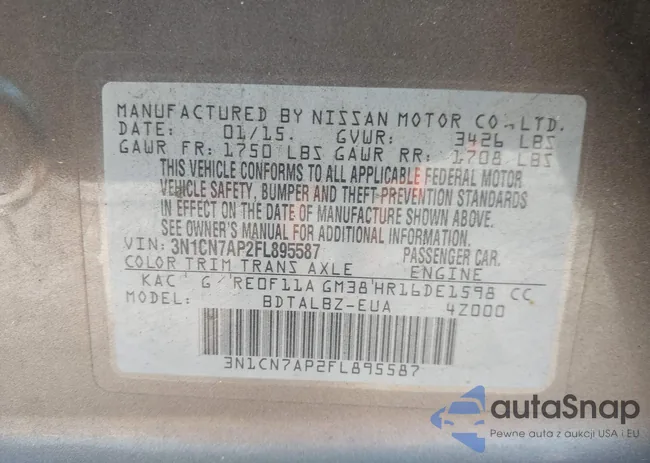 MANUFACTURED BY NISSAN MOTOR CO.,LTD.
DATE: 01/15. GVWR: 3426 LBS
GAWR FR: 1750 LBS GAWR RR: 1708 LBS
THIS VEHICLE CONFORMS TO ALL APPLICABLE FEDERAL MOTOR
VEHICLE SAFETY, BUMPER AND THEFT-PREVENTION STANDARDS
IN EFFECT ON THE DATE OF MANUFACTURE SHOWN ABOVE.
SEE OWNER'S MANUAL FOR ADDITIONAL INFORMATION.
VIN: 3N1CN7AP2FL895587 PASSENGER CAR.
COLOR TRIM TRANS AXLE ENGINE
KAC G RE0F11A GM38 HR16DE1598 CC
MODEL: BDTALBZ-EUA 4Z000
3N1CN7AP2FL895587
autoSnap
Pewne auta z aukcji USA i EU